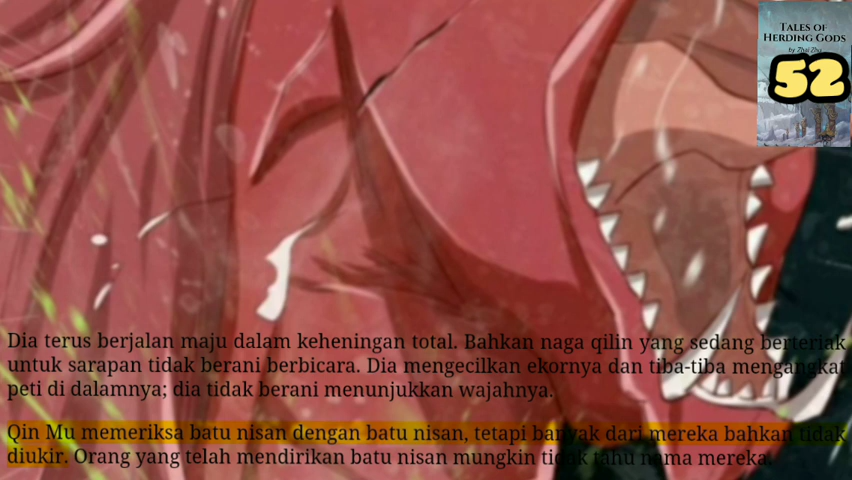 TALES OF
HERDING GODS
by Zhai Zhu
52
Dia terus berjalan maju dalam keheningan total. Bahkan naga qilin yang sedang berteriak
untuk sarapan tidak berani berbicara. Dia mengecilkan ekornya dan tiba-tiba mengangkat
peti di dalamnya; dia tidak berani menunjukkan wajahnya.
Qin Mu memeriksa batu nisan dengan batu nisan, tetapi banyak dari mereka bahkan tidak
diukir. Orang yang telah mendirikan batu nisan mungkin tidak tahu nama mereka.